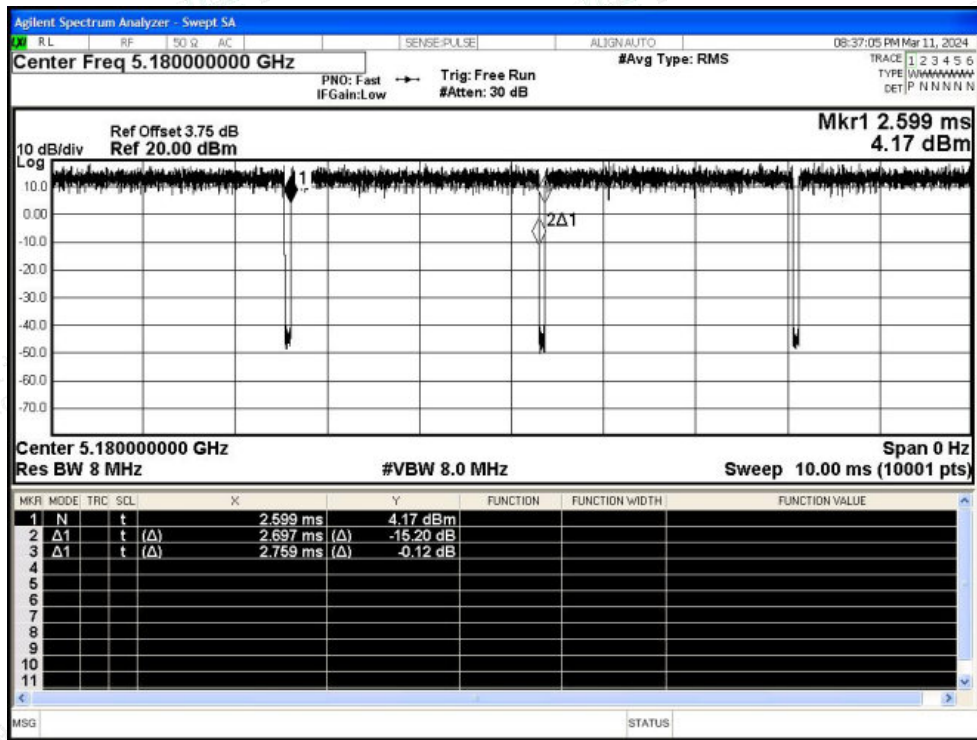 Agilent Spectrum Analyzer - Swept SA
LXI RL RF 50 Ω AC SENSE:PULSE ALIGNAUTO 08:37:05 PM Mar 11, 2024
Center Freq 5.180000000 GHz
#Avg Type: RMS
TRACE 1 2 3 4 5 6
PNO: Fast
Trig: Free Run
TYPE WWWWWW
IFGain:Low
#Atten: 30 dB
DET P N N N N N
Mkr1 2.599 ms
Ref Offset 3.75 dB
10 dB/div
Ref 20.00 dBm
4.17 dBm
Log
1
10.0
0.00
2Δ1
-10.0
-20.0
-30.0
-40.0
-50.0
-60.0
-70.0
Center 5.180000000 GHz Span 0 Hz
Res BW 8 MHz #VBW 8.0 MHz Sweep 10.00 ms (10001 pts)
MKR MODE TRC SCL X Y FUNCTION FUNCTION WIDTH FUNCTION VALUE
1 N t 2.599 ms 4.17 dBm
2 Δ1 t (Δ) 2.697 ms (Δ) -15.20 dB
3 Δ1 t (Δ) 2.759 ms (Δ) -0.12 dB
4
5
6
7
8
9
10
11
MSG STATUS